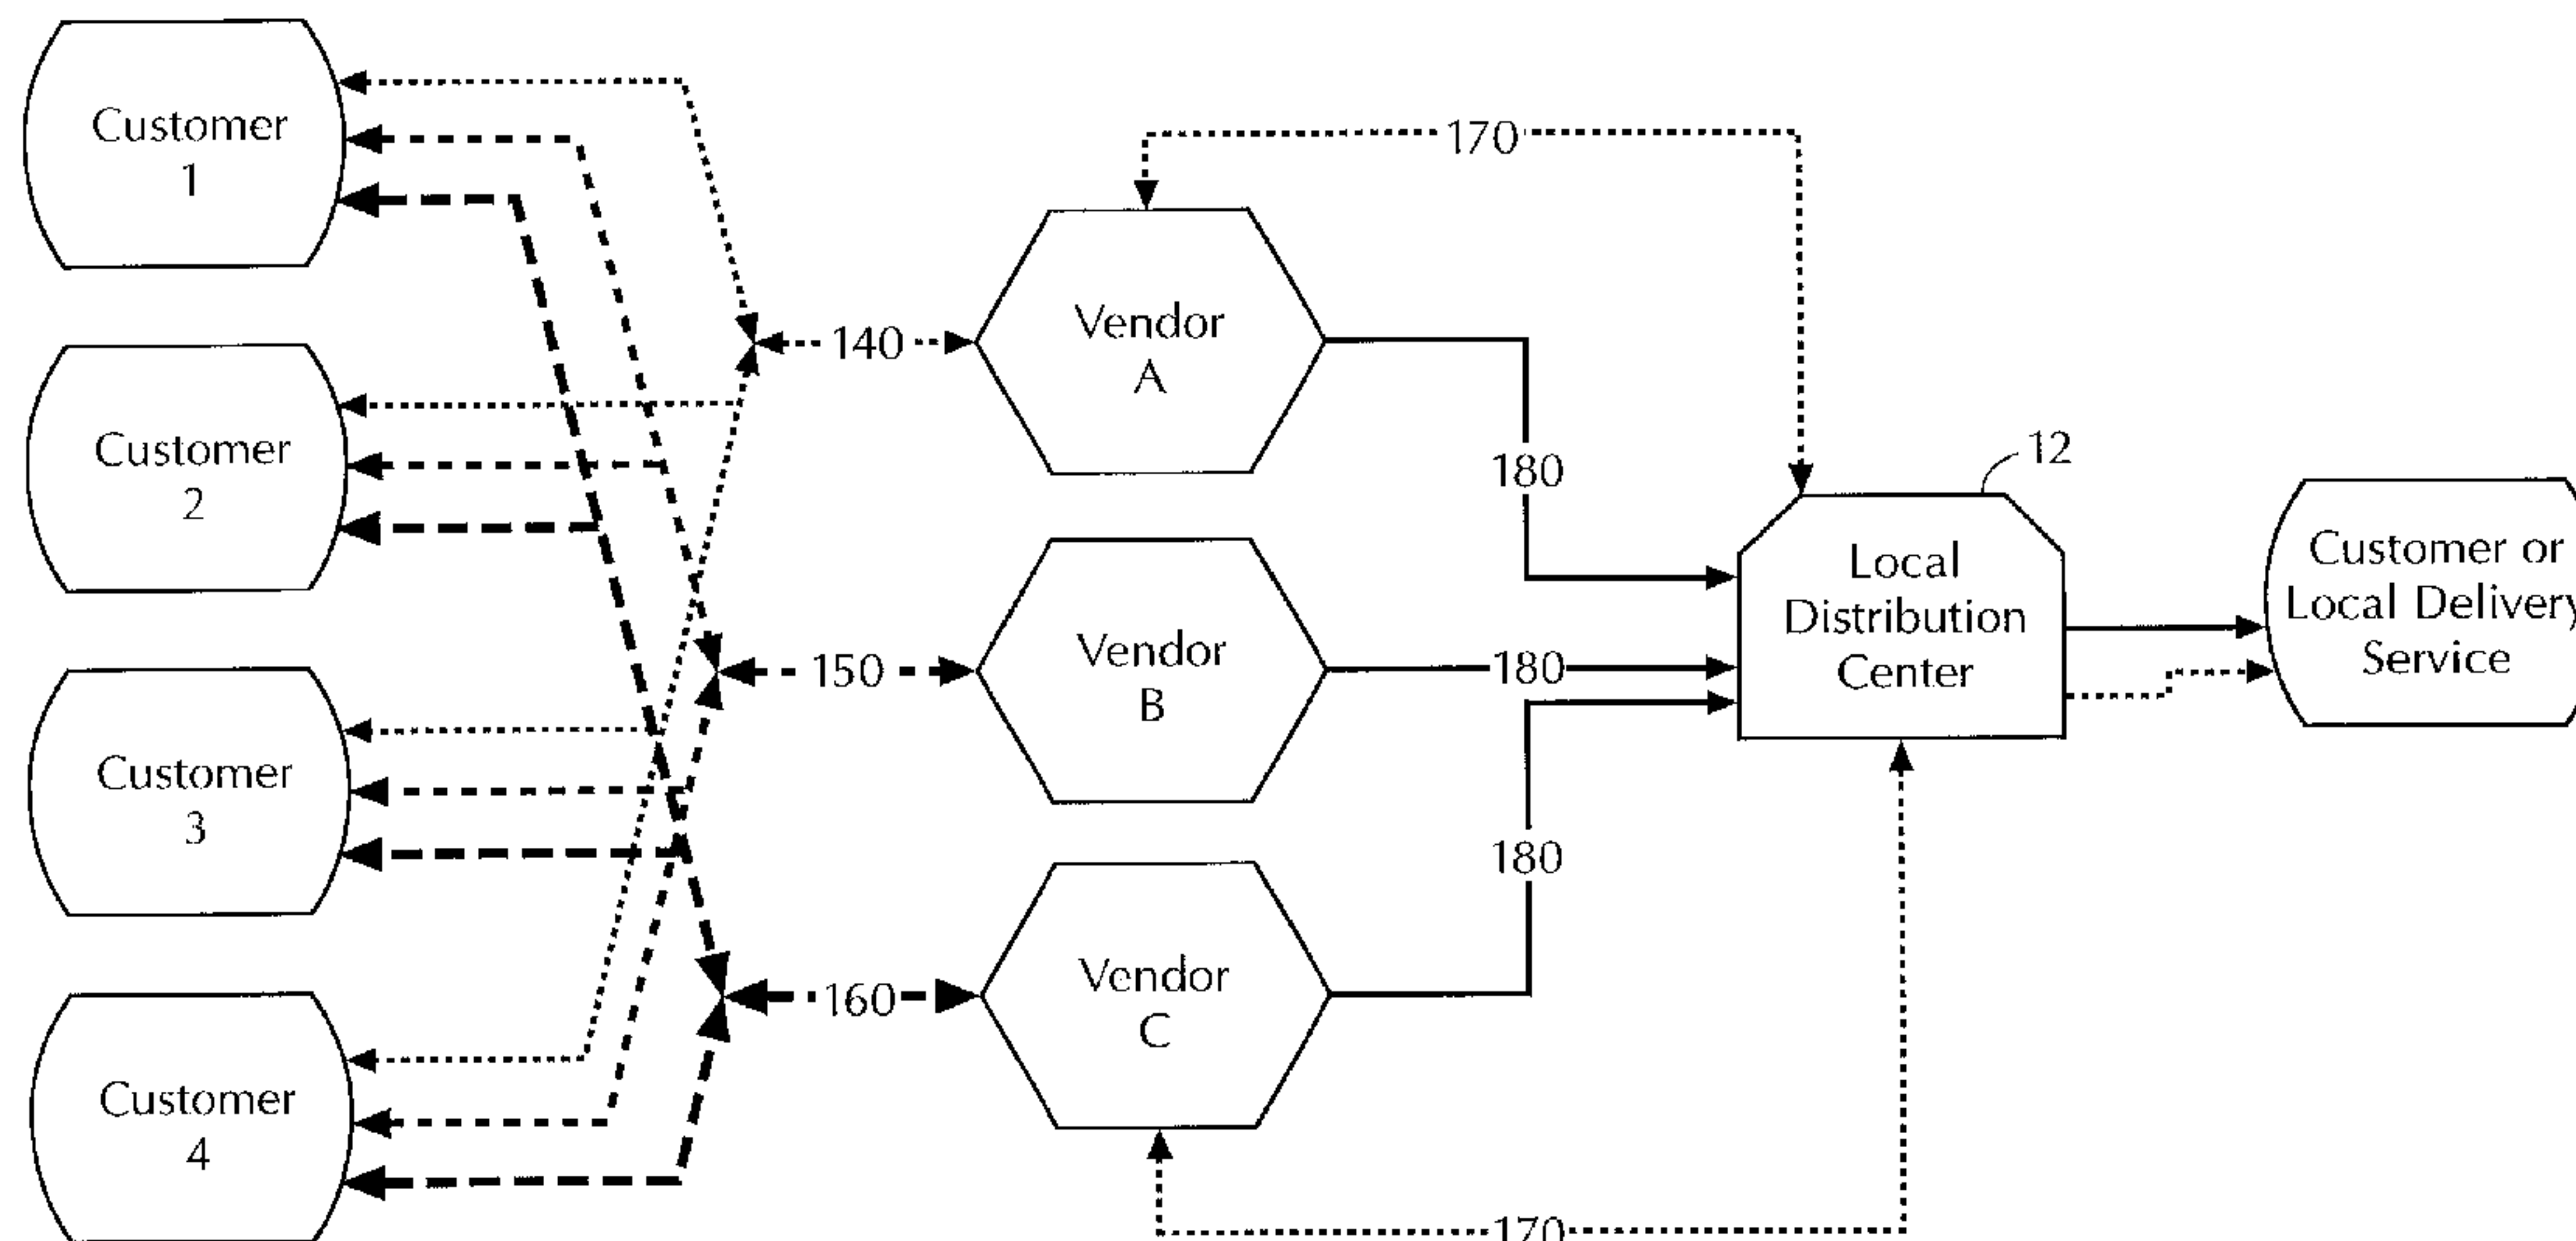 Customer
1
170
Vendor
A
140
Customer
2
180
12
Customer or
Local Delivery
Service
Local
Distribution
Center
Vendor
B
150
180
Customer
3
180
Vendor
C
160
Customer
4
170